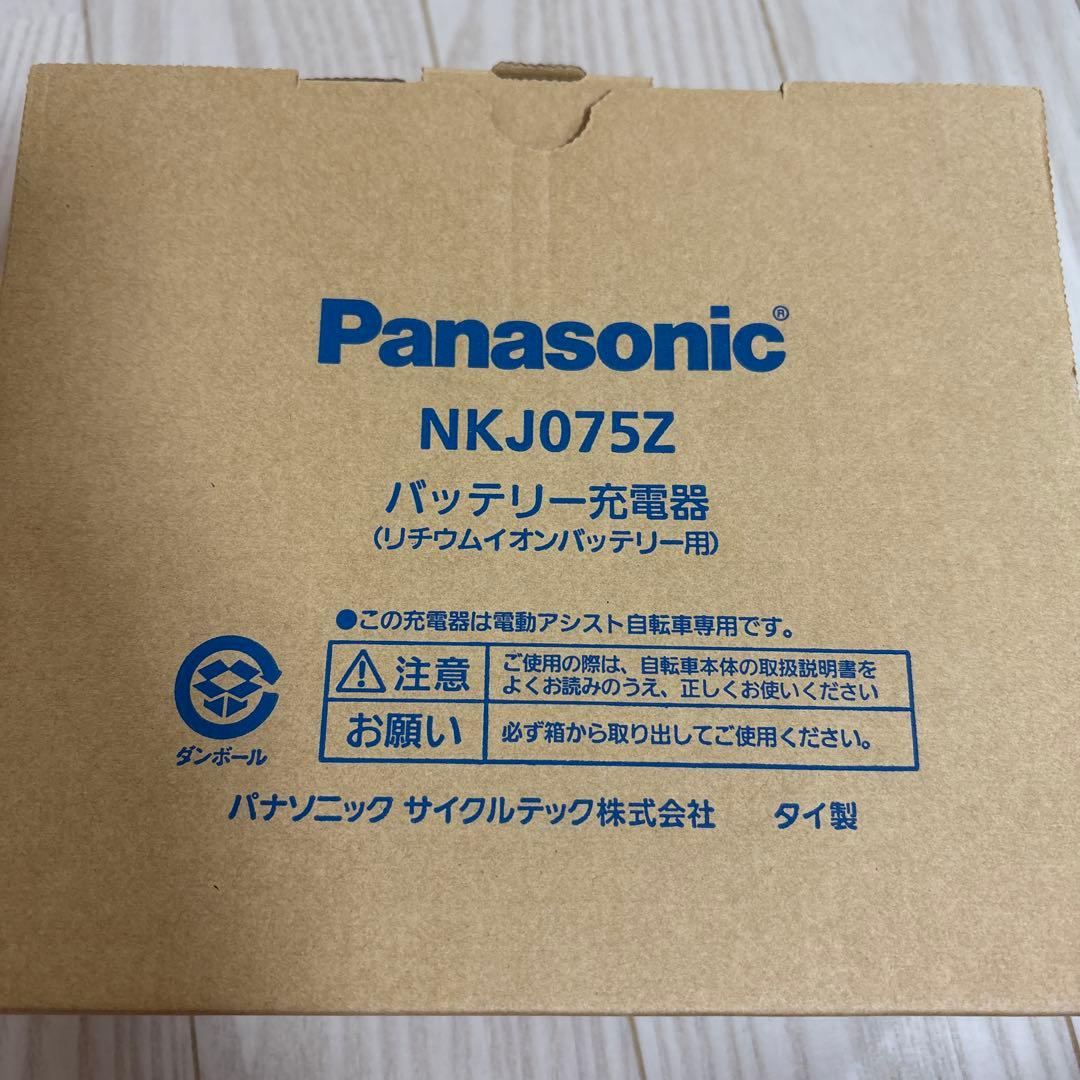 Panasonic®
NKJ075Z
バッテリー充電器
(リチウムイオンバッテリー用)
●この充電器は電動アシスト自転車専用です。
注意
ご使用の際は、自転車本体の取扱説明書を
よくお読みのうえ、正しくお使いください
お願い
必ず箱から取り出してご使用ください。
ダンボール
パナソニック サイクルテック株式会社 タイ製